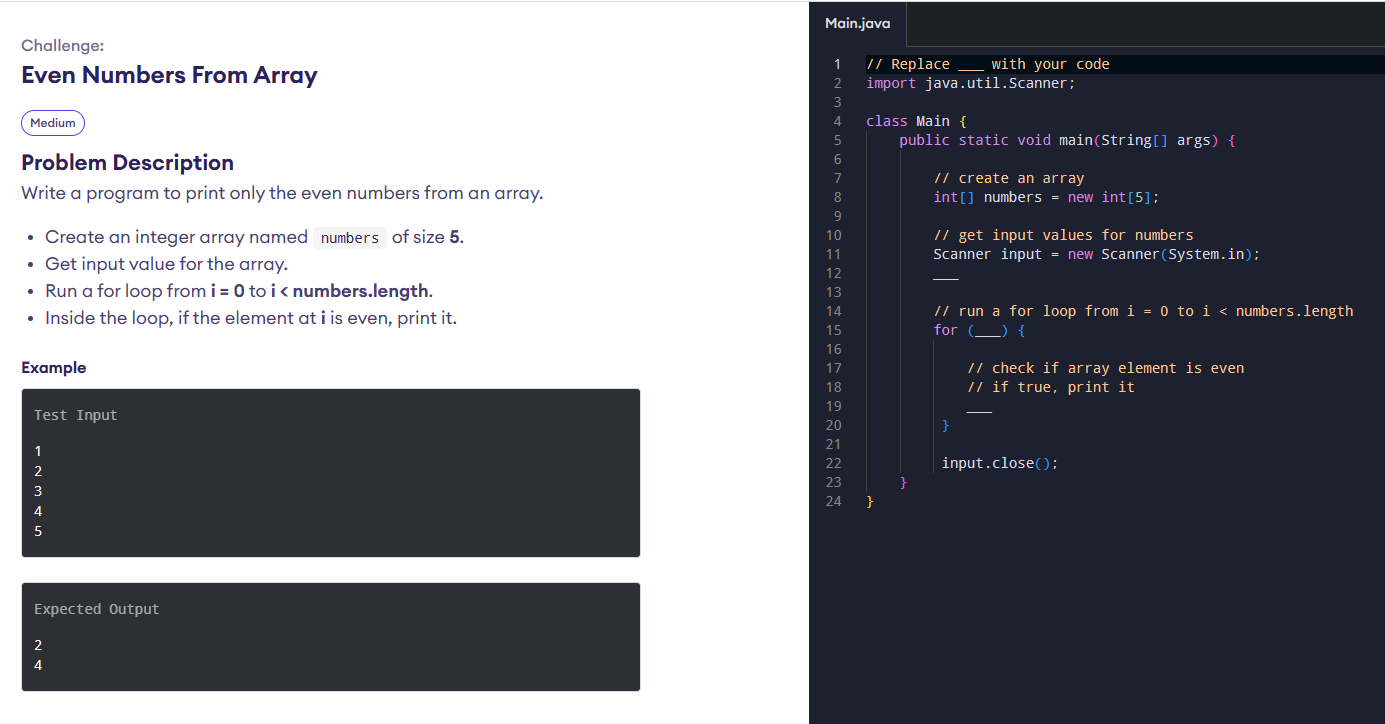 Challenge:
Even Numbers From Array
Medium
Problem Description
Write a program to print only the even numbers from an array.
• Create an integer array named numbers of size 5.
• Get input value for the array.
• Run a for loop from i = 0 to i < numbers.length.
• Inside the loop, if the element at i is even, print it.
Example
Test Input
1
2
3
4
5
Expected Output
2
4
Main.java
1 // Replace ___ with your code
2 import java.util.Scanner;
3
4 class Main {
5     public static void main(String[] args) {
6
7         // create an array
8         int[] numbers = new int[5];
9
10         // get input values for numbers
11         Scanner input = new Scanner(System.in);
12         ___
13
14         // run a for loop from i = 0 to i < numbers.length
15         for (___) {
16
17             // check if array element is even
18             // if true, print it
19             ___
20          }
21
22          input.close();
23     }
24 }